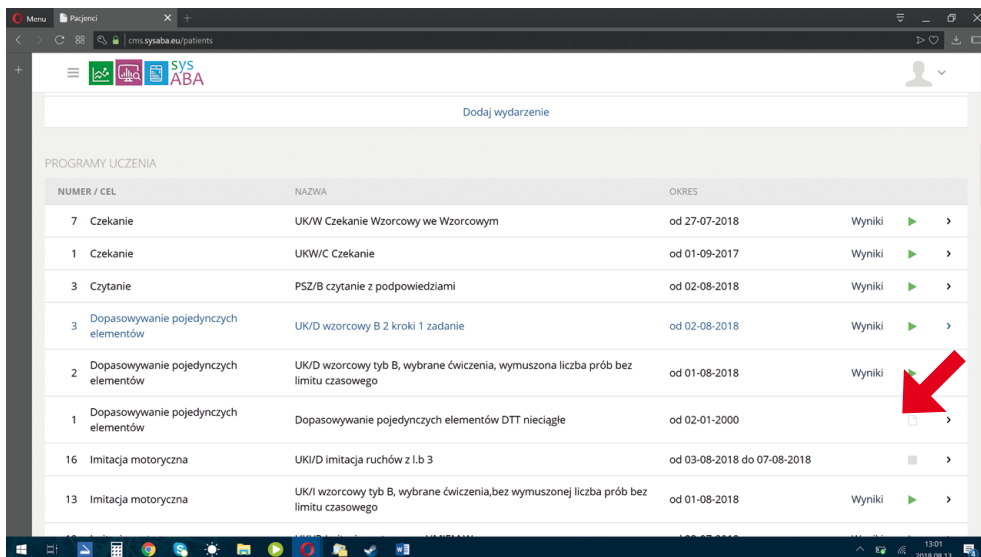 Menu Pacjenci
cms.sysaba.eu/patients
sys
ABA
Dodaj wydarzenie
PROGRAMY UCZENIA
NUMER / CEL NAZWA OKRES
7 Czekanie UK/W Czekanie Wzorcowy we Wzorcowym od 27-07-2018 Wyniki
1 Czekanie UKW/C Czekanie od 01-09-2017 Wyniki
3 Czytanie PSZ/B czytanie z podpowiedziami od 02-08-2018 Wyniki
3 Dopasowywanie pojedynczych elementów UK/D wzorcowy B 2 kroki 1 zadanie od 02-08-2018 Wyniki
2 Dopasowywanie pojedynczych elementów UK/D wzorcowy tyb B, wybrane ćwiczenia, wymuszona liczba prób bez
limitu czasowego od 01-08-2018 Wyniki
1 Dopasowywanie pojedynczych elementów Dopasowywanie pojedynczych elementów DTT nieciągłe od 02-01-2000
16 Imitacja motoryczna UKI/D imitacja ruchów z l.b 3 od 03-08-2018 do 07-08-2018
13 Imitacja motoryczna UK/I wzorcowy tyb B, wybrane ćwiczenia,bez wymuszonej liczba prób bez
limitu czasowego od 01-08-2018 Wyniki
13:01
2018-08-13